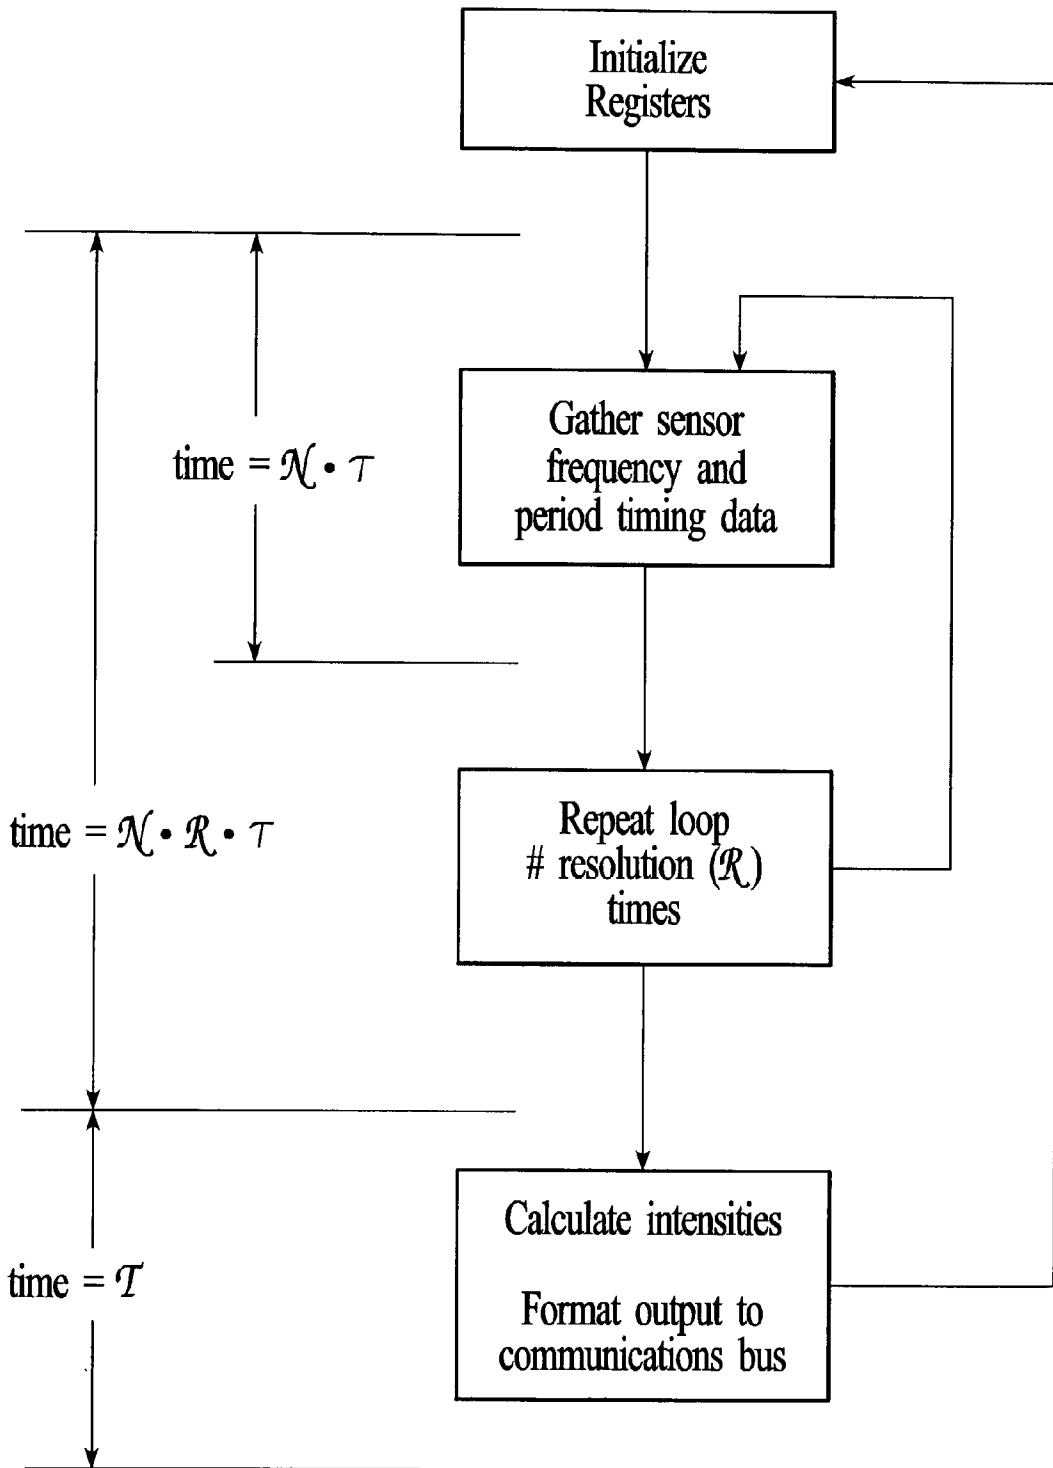 Initialize
Registers
Gather sensor
frequency and
period timing data
time = 𝒩 • τ
Repeat loop
# resolution (ℛ)
times
time = 𝒩 • ℛ • τ
Calculate intensities
Format output to
communications bus
time = 𝒯